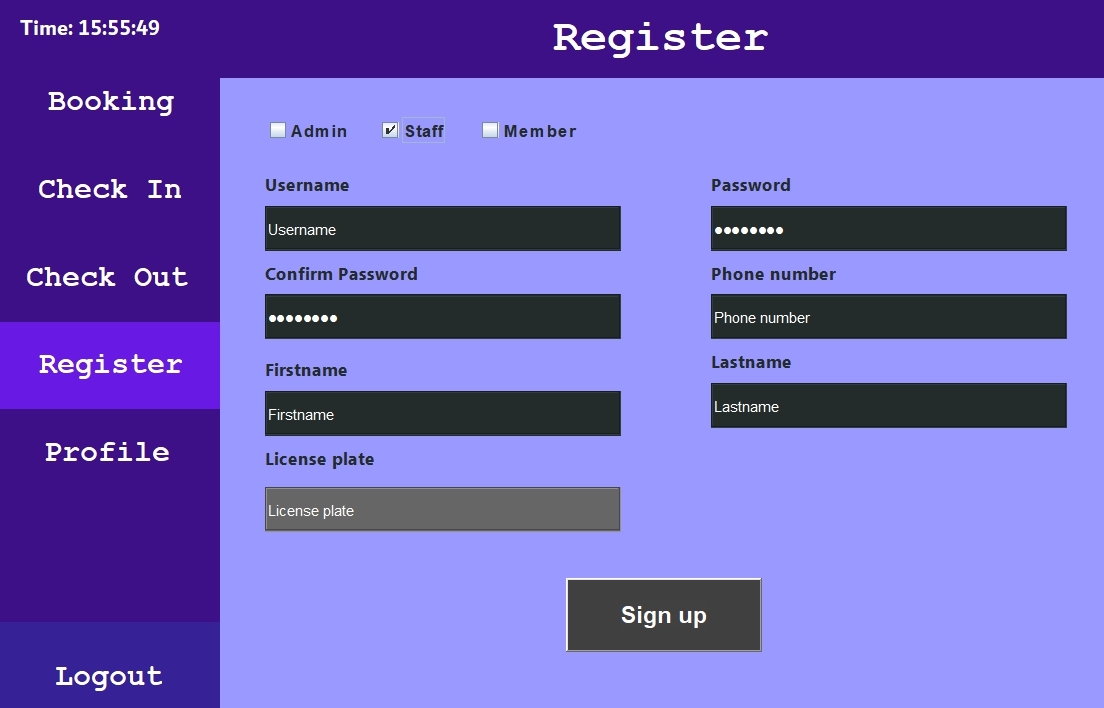 Time: 15:55:49
Register
Booking
Check In
Check Out
Register
Profile
Logout
Admin Staff Member
Username Password
Username ••••••••
Confirm Password Phone number
•••••••• Phone number
Firstname Lastname
Firstname Lastname
License plate
License plate
Sign up